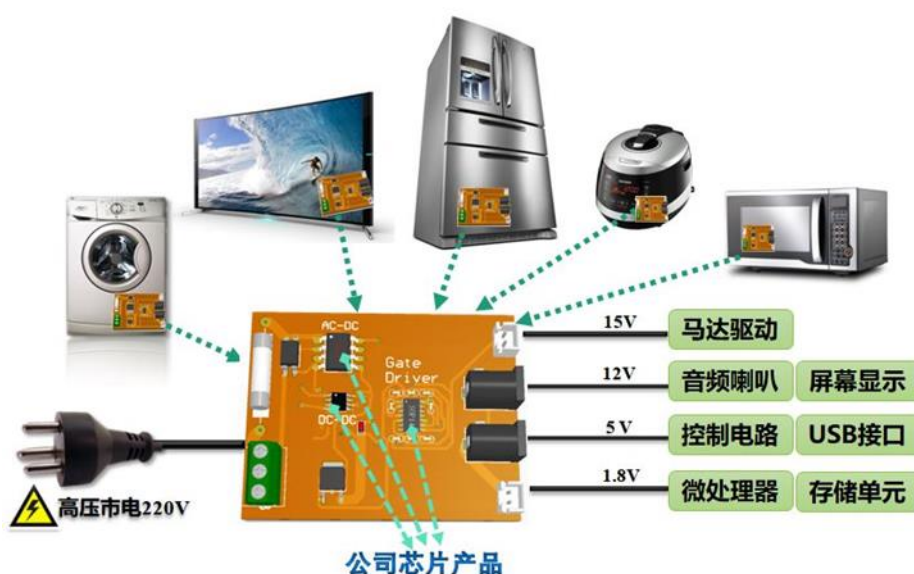 AC-DC
Gate
Driver
DC-DC
15V
马达驱动
12V
音频喇叭
屏幕显示
5 V
控制电路
USB接口
1.8V
微处理器
存储单元
高压市电220V
公司芯片产品